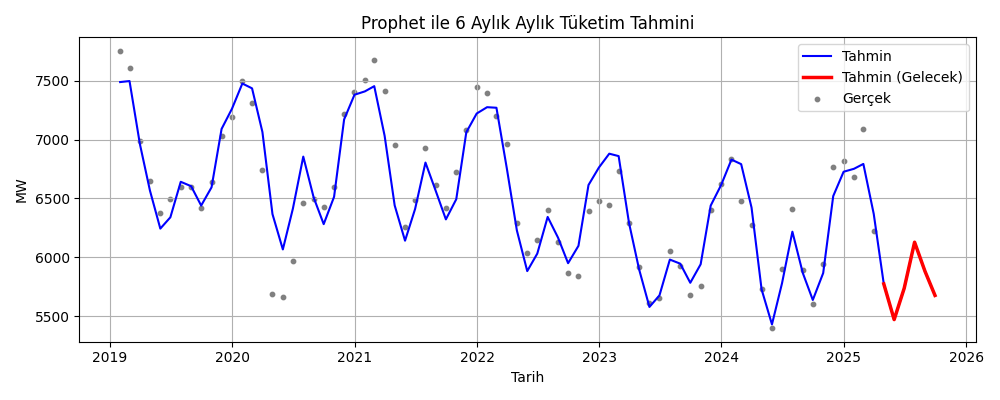 Prophet ile 6 Aylık Aylık Tüketim Tahmini
Tahmin
Tahmin (Gelecek)
Gerçek
MW
7500
7000
6500
6000
5500
2019 2020 2021 2022 2023 2024 2025 2026
Tarih